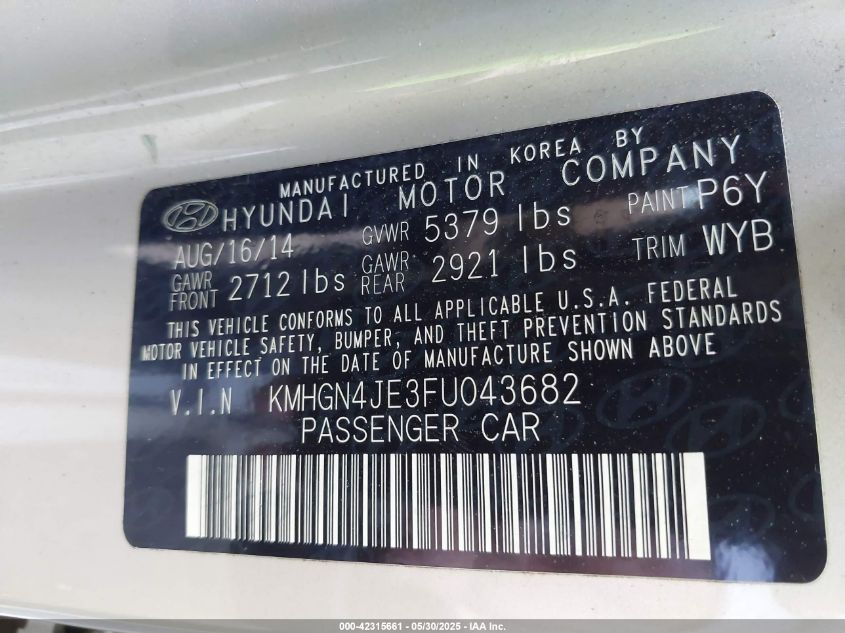 MANUFACTURED IN KOREA BY
HYUNDAI MOTOR COMPANY
AUG/16/14 GVWR 5379 lbs PAINT P6Y
GAWR FRONT 2712 lbs GAWR REAR 2921 lbs TRIM WYB
THIS VEHICLE CONFORMS TO ALL APPLICABLE U.S.A. FEDERAL
MOTOR VEHICLE SAFETY, BUMPER, AND THEFT PREVENTION STANDARDS
IN EFFECT ON THE DATE OF MANUFACTURE SHOWN ABOVE
V.I.N KMHGN4JE3FU043682
PASSENGER CAR
000-42315661 - 05/30/2025 - IAA Inc.